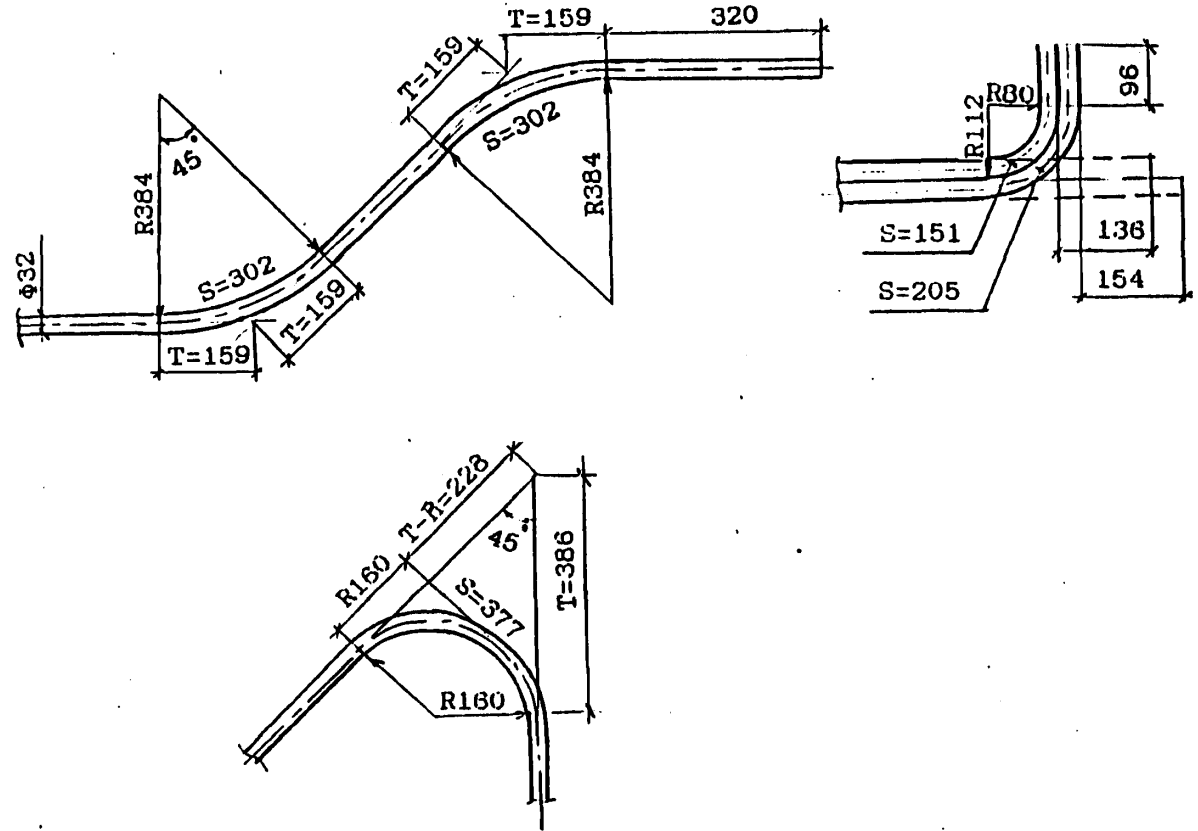 T=159
320
T=159
S=302
45°
R384
R384
S=302
Ф32
T=159
T=159
R80
96
R112
S=151
136
S=205
154
T-R=228
45°
R160
S=377
T=386
R160